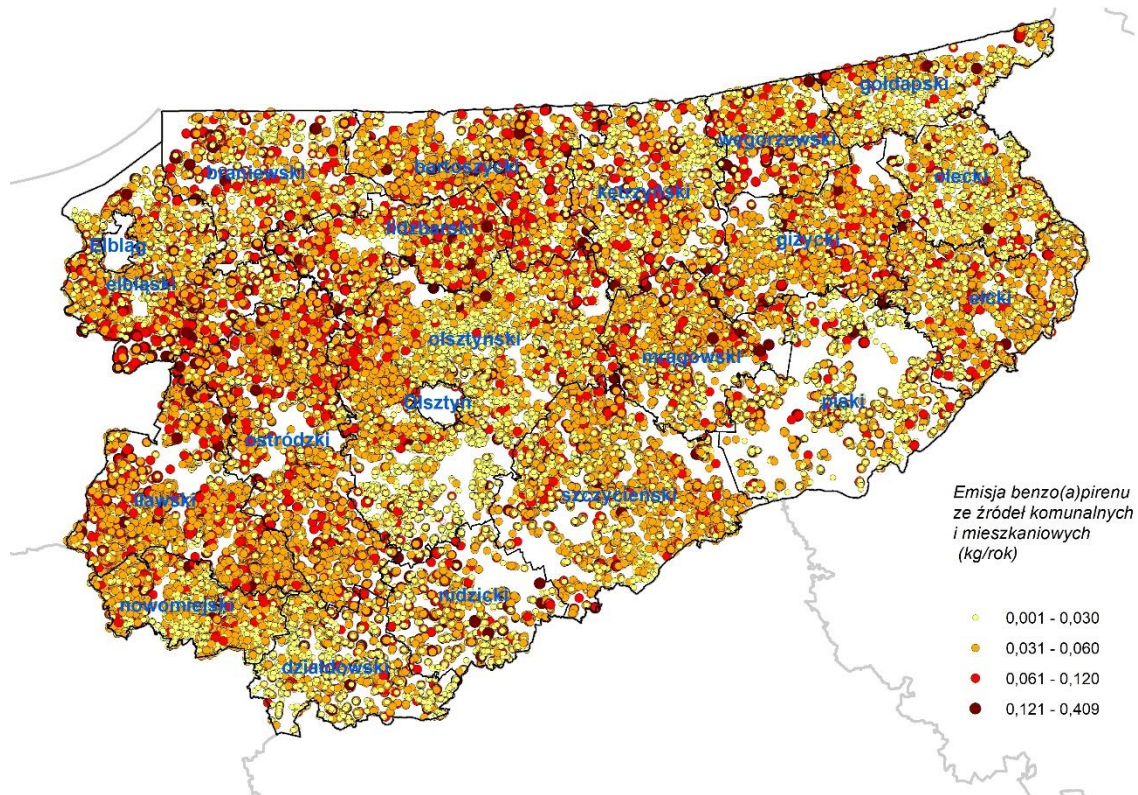 gołdapski
węgorzewski
braniewski
bartoszycki
kętrzyński
olecki
lidzbarski
Elbląg
giżycki
elbląski
ełcki
olsztyński
mrągowski
Olsztyn
piski
ostródzki
iławski
szczycieński
nidzicki
nowomiejski
działdowski
Emisja benzo(a)pirenu
ze źródeł komunalnych
i mieszkaniowych
(kg/rok)
0,001 - 0,030
0,031 - 0,060
0,061 - 0,120
0,121 - 0,409